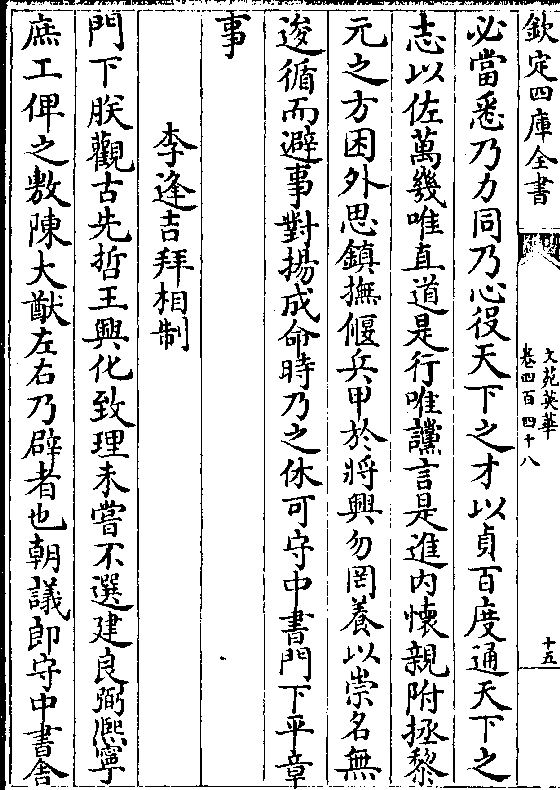 欽定四庫全書
文苑英華
卷四百四十八
十五
必當悉乃力同乃心役天下之才以貞百度通天下之
志以佐萬幾唯直道是行唯讜言是進内懷親附拯黎
元之方困外思鎮撫偃兵甲於將興勿罔養以崇名無
逡循而避事對揚成命時乃之休可守中書門下平章
事
李逢吉拜相制
門下朕觀古先哲王興化致理未嘗不選建良弼熈寧
庶工俾之敷陳大猷左右乃辟者也朝議郎守中書舍